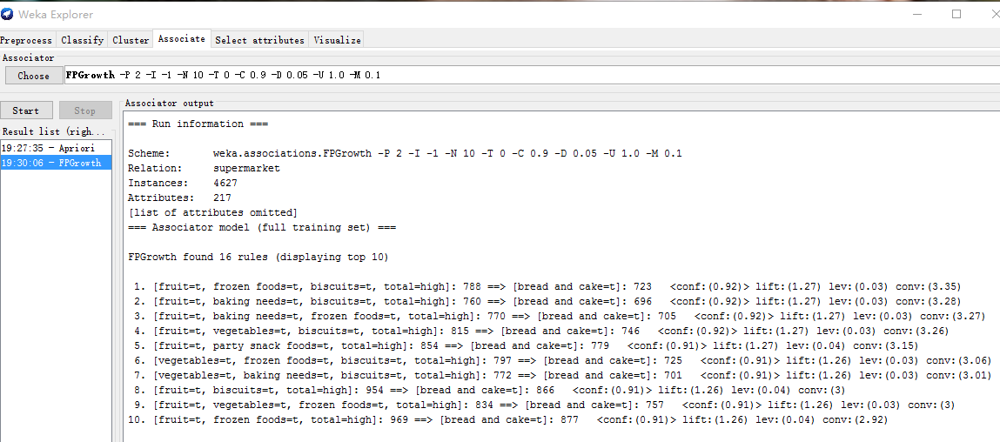 Weka Explorer
Preprocess Classify Cluster Associate Select attributes Visualize
Associator
Choose FPGrowth -P 2 -I -1 -N 10 -T 0 -C 0.9 -D 0.05 -U 1.0 -M 0.1
Start Stop
Result list (righ...
19:27:35 - Apriori
19:30:06 - FPGrowth
Associator output
=== Run information ===
Scheme: weka.associations.FPGrowth -P 2 -I -1 -N 10 -T 0 -C 0.9 -D 0.05 -U 1.0 -M 0.1
Relation: supermarket
Instances: 4627
Attributes: 217
[list of attributes omitted]
=== Associator model (full training set) ===
FPGrowth found 16 rules (displaying top 10)
1. [fruit=t, frozen foods=t, biscuits=t, total=high]: 788 ==> [bread and cake=t]: 723 <conf:(0.92)> lift:(1.27) lev:(0.03) conv:(3.35)
2. [fruit=t, baking needs=t, biscuits=t, total=high]: 760 ==> [bread and cake=t]: 696 <conf:(0.92)> lift:(1.27) lev:(0.03) conv:(3.28)
3. [fruit=t, baking needs=t, frozen foods=t, total=high]: 770 ==> [bread and cake=t]: 705 <conf:(0.92)> lift:(1.27) lev:(0.03) conv:(3.27)
4. [fruit=t, vegetables=t, biscuits=t, total=high]: 815 ==> [bread and cake=t]: 746 <conf:(0.92)> lift:(1.27) lev:(0.03) conv:(3.26)
5. [fruit=t, party snack foods=t, total=high]: 854 ==> [bread and cake=t]: 779 <conf:(0.91)> lift:(1.27) lev:(0.04) conv:(3.15)
6. [vegetables=t, frozen foods=t, biscuits=t, total=high]: 797 ==> [bread and cake=t]: 725 <conf:(0.91)> lift:(1.26) lev:(0.03) conv:(3.06)
7. [vegetables=t, baking needs=t, biscuits=t, total=high]: 772 ==> [bread and cake=t]: 701 <conf:(0.91)> lift:(1.26) lev:(0.03) conv:(3.01)
8. [fruit=t, biscuits=t, total=high]: 954 ==> [bread and cake=t]: 866 <conf:(0.91)> lift:(1.26) lev:(0.04) conv:(3)
9. [fruit=t, vegetables=t, frozen foods=t, total=high]: 834 ==> [bread and cake=t]: 757 <conf:(0.91)> lift:(1.26) lev:(0.03) conv:(3)
10. [fruit=t, frozen foods=t, total=high]: 969 ==> [bread and cake=t]: 877 <conf:(0.91)> lift:(1.26) lev:(0.04) conv:(2.92)